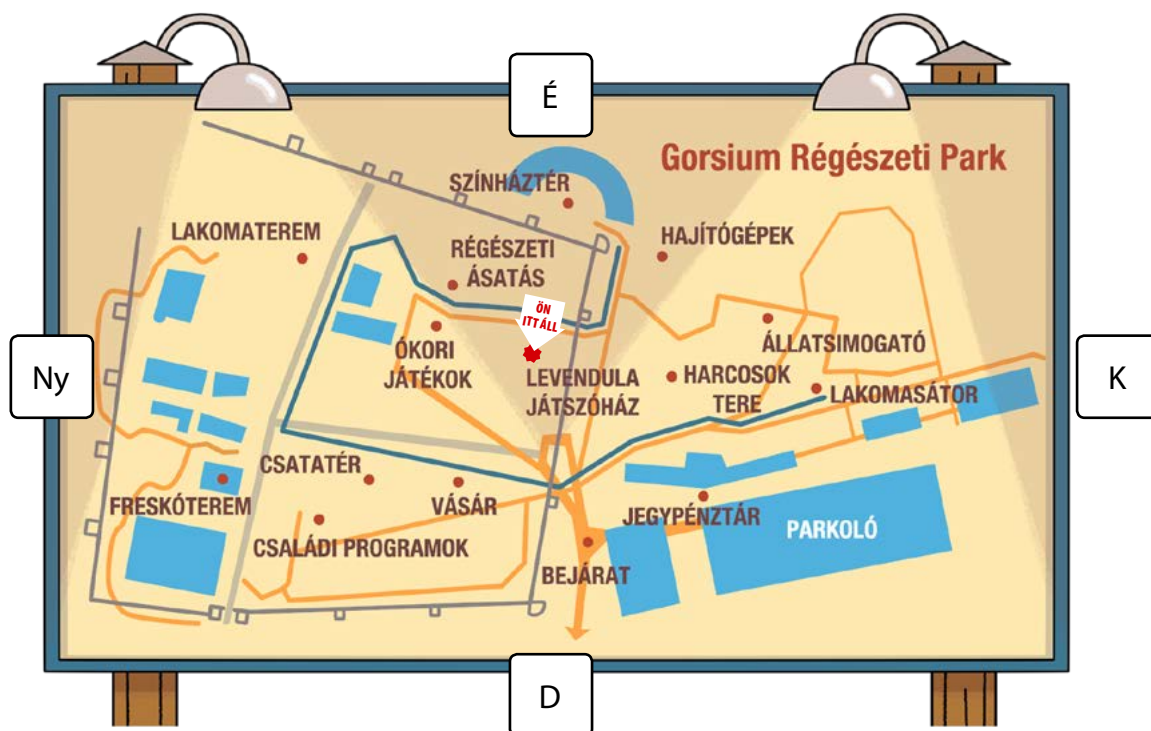 É
Gorsium Régészeti Park
SZÍNHÁZTÉR
LAKOMATEREM
RÉGÉSZETI
ÁSATÁS
HAJÍTÓGÉPEK
ÖN
ITT ÁLL
ÓKORI
JÁTÉKOK
LEVENDULA
JÁTSZÓHÁZ
HARCOSOK
TERE
ÁLLATSIMOGATÓ
LAKOMASÁTOR
Ny
K
CSATATÉR
FRESKÓTEREM
VÁSÁR
CSALÁDI PROGRAMOK
JEGYPÉNZTÁR
PARKOLÓ
BEJÁRAT
D